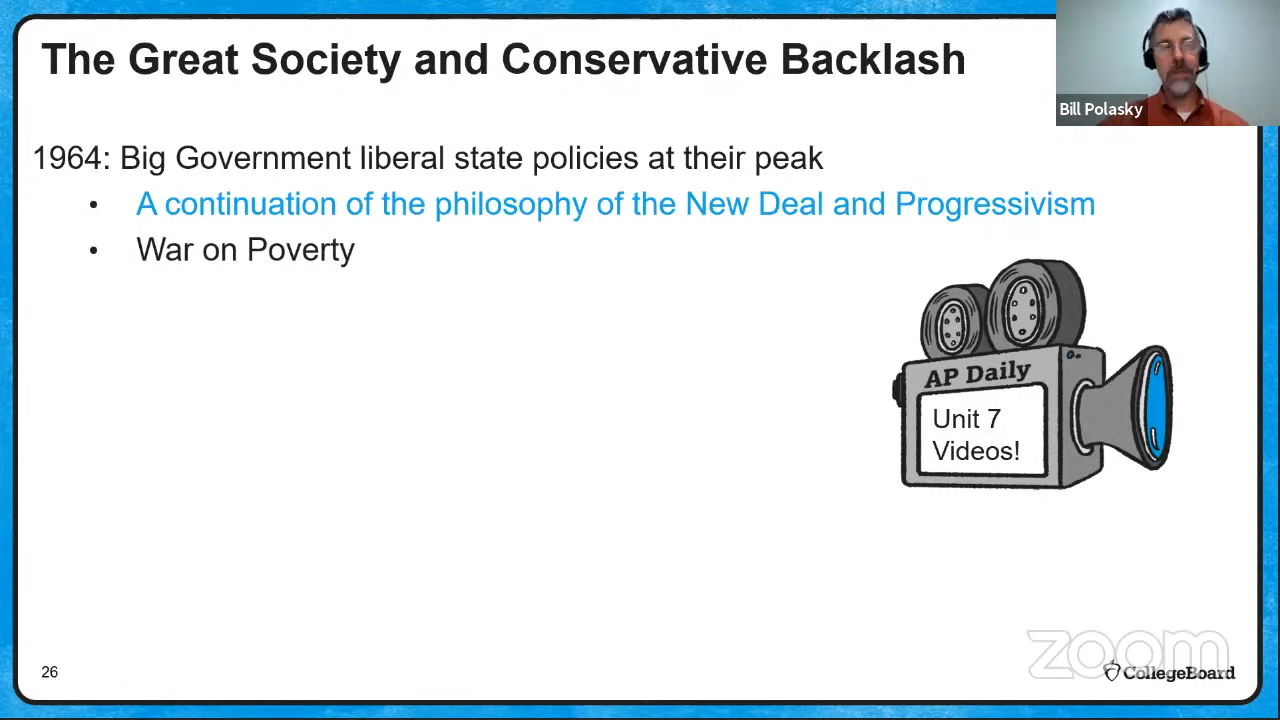 The Great Society and Conservative Backlash
Bill Polasky
1964: Big Government liberal state policies at their peak
• A continuation of the philosophy of the New Deal and Progressivism
• War on Poverty
AP Daily
Unit 7
Videos!
zoom
26
CollegeBoard